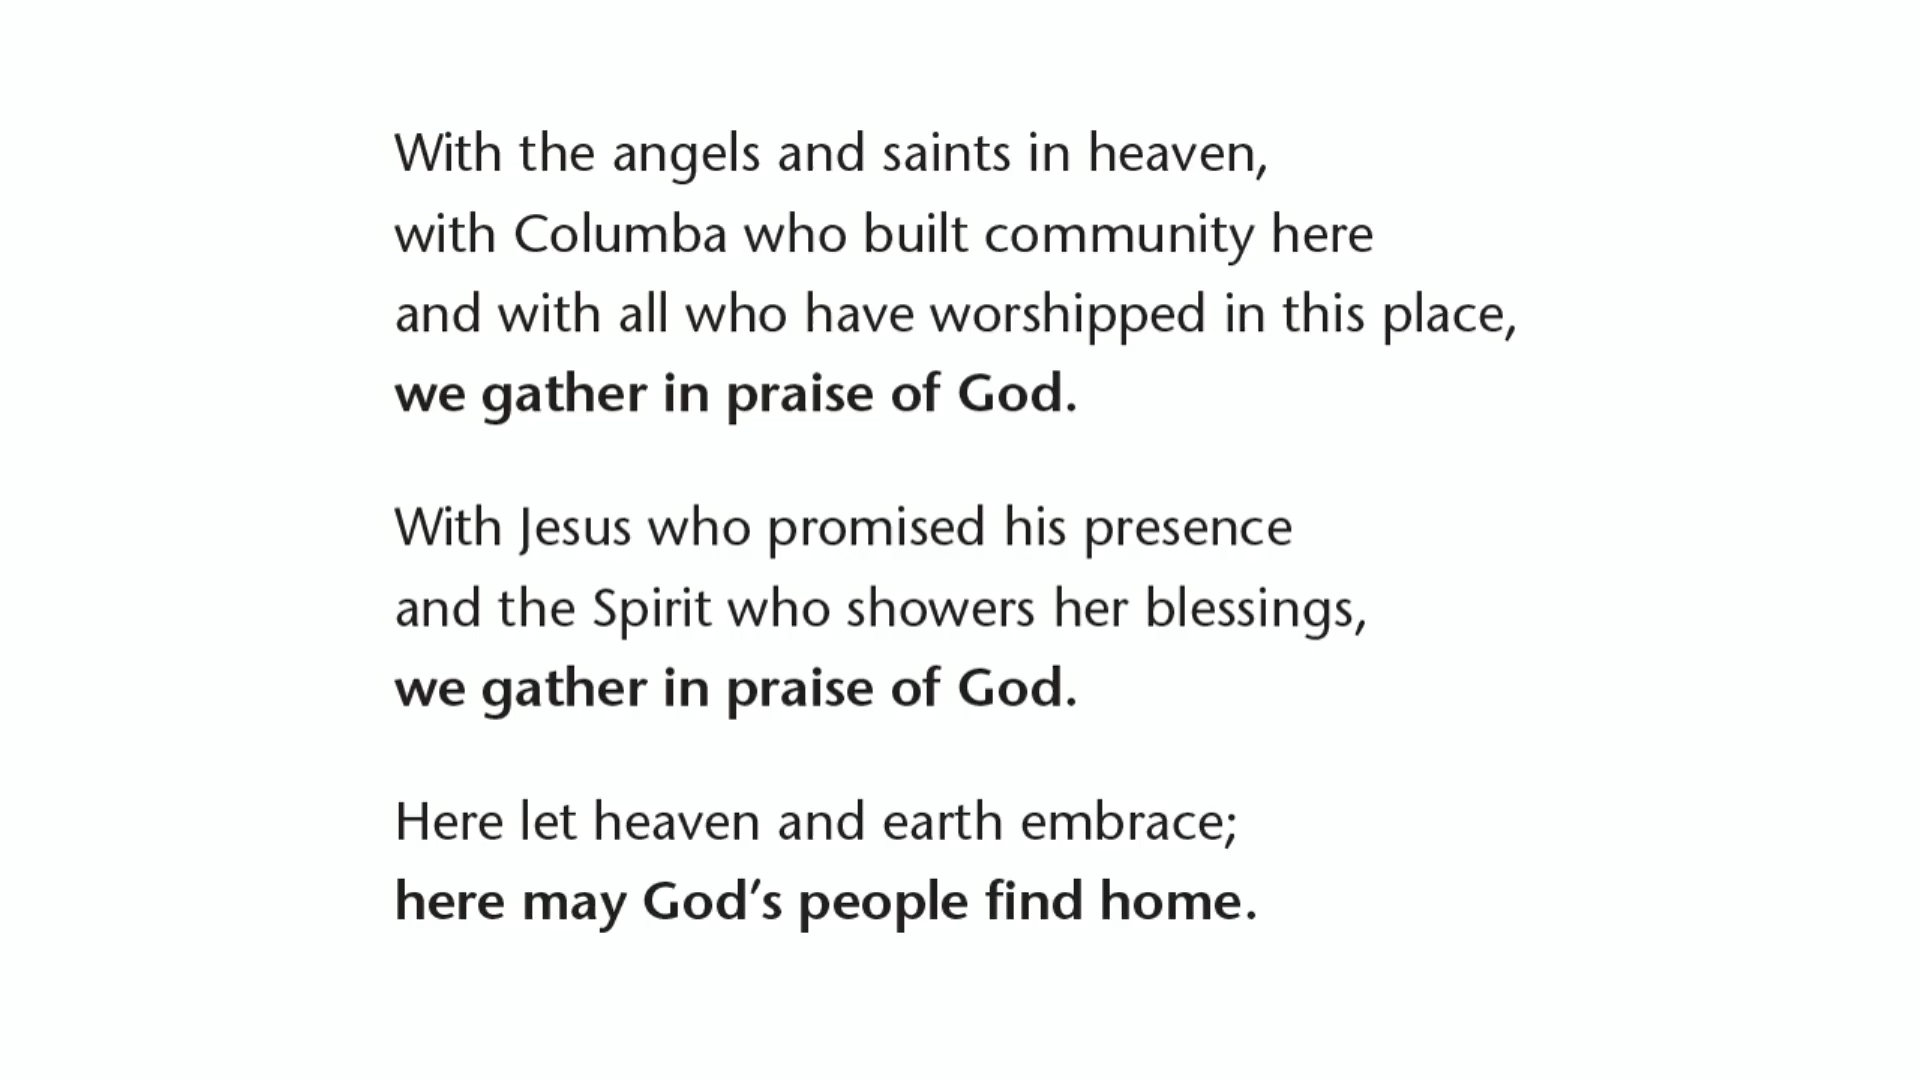 With the angels and saints in heaven,
with Columba who built community here
and with all who have worshipped in this place,
we gather in praise of God.
With Jesus who promised his presence
and the Spirit who showers her blessings,
we gather in praise of God.
Here let heaven and earth embrace;
here may God’s people find home.